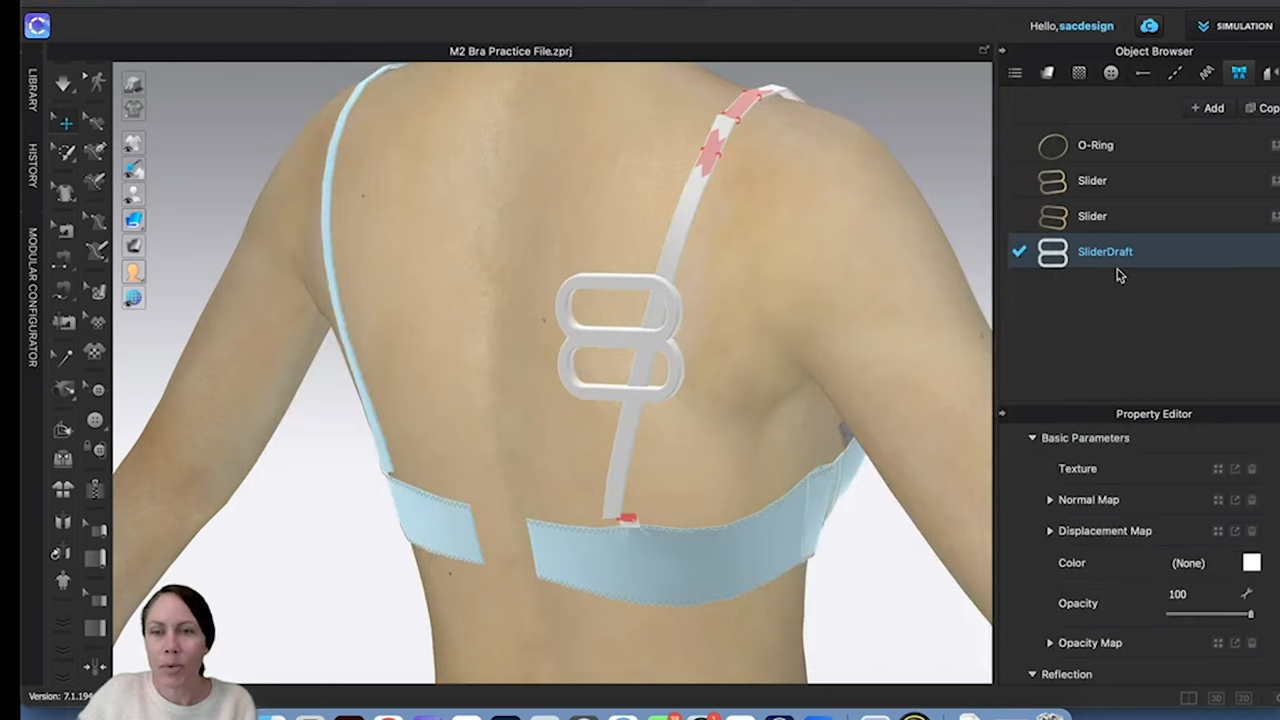 Hello, sacdesign
SIMULATION
M2 Bra Practice File.zprj
Object Browser
LIBRARY
HISTORY
MODULAR CONFIGURATOR
+ Add
Cop
O-Ring
Slider
Slider
SliderDraft
Property Editor
Basic Parameters
Texture
Normal Map
Displacement Map
Color
(None)
Opacity
100
Opacity Map
Reflection
Version: 7.1.194
3D
2D